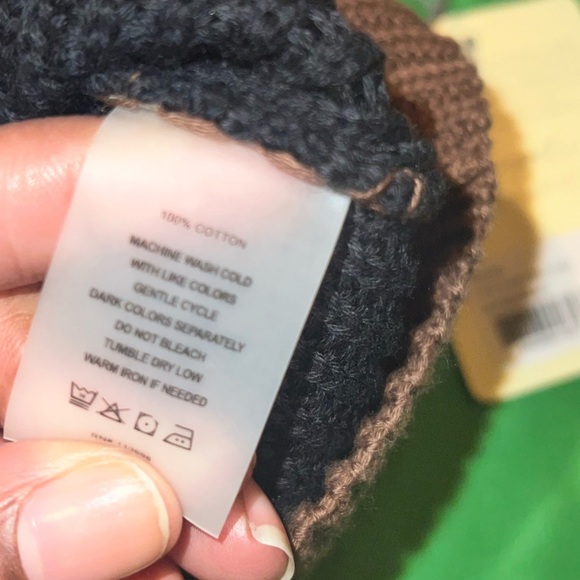 100% COTTON
MACHINE WASH COLD
WITH LIKE COLORS
GENTLE CYCLE
DARK COLORS SEPARATELY
DO NOT BLEACH
TUMBLE DRY LOW
WARM IRON IF NEEDED